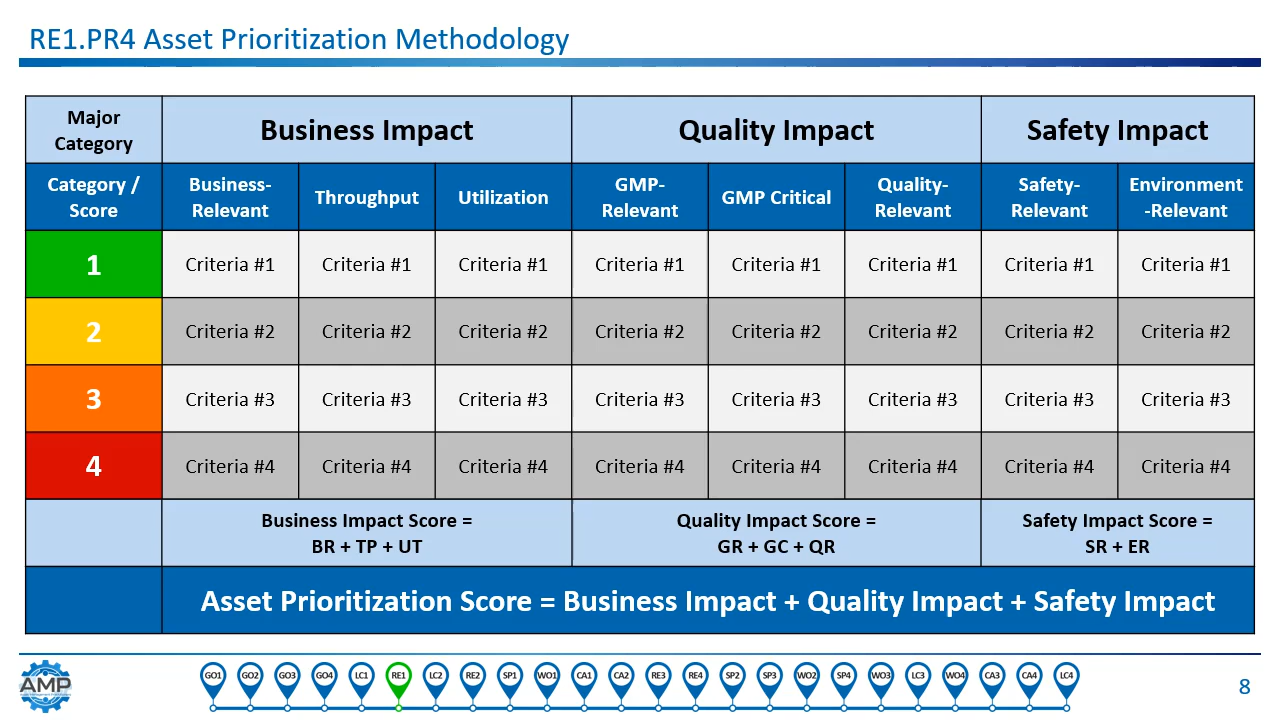 RE1.PR4 Asset Prioritization Methodology
Major
Category
Business Impact
Quality Impact
Safety Impact
Category /
Score
Business-
Relevant
Throughput
Utilization
GMP-
Relevant
GMP Critical
Quality-
Relevant
Safety-
Relevant
Environment
-Relevant
1
Criteria #1
Criteria #1
Criteria #1
Criteria #1
Criteria #1
Criteria #1
Criteria #1
Criteria #1
2
Criteria #2
Criteria #2
Criteria #2
Criteria #2
Criteria #2
Criteria #2
Criteria #2
Criteria #2
3
Criteria #3
Criteria #3
Criteria #3
Criteria #3
Criteria #3
Criteria #3
Criteria #3
Criteria #3
4
Criteria #4
Criteria #4
Criteria #4
Criteria #4
Criteria #4
Criteria #4
Criteria #4
Criteria #4
Business Impact Score =
BR + TP + UT
Quality Impact Score =
GR + GC + QR
Safety Impact Score =
SR + ER
Asset Prioritization Score = Business Impact + Quality Impact + Safety Impact
AMP
GO1
GO2
GO3
GO4
LC1
RE1
LC2
RE2
SP1
WO1
CA1
CA2
RE3
RE4
SP2
SP3
WO2
SP4
WO3
LC3
WO4
CA3
CA4
LC4
8